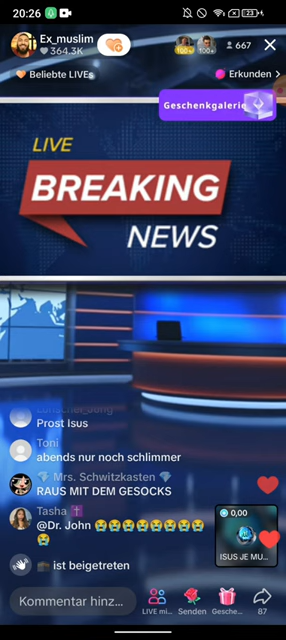 20:26
Ex_muslim
364.3K
100+
100+
667
Beliebte LIVEs
Erkunden
Geschenkgalerie
LIVE
BREAKING
NEWS
Prost Isus
Toni
abends nur noch schlimmer
Mrs. Schwitzkasten
RAUS MIT DEM GESOCKS
Tasha
@Dr. John 😭😭😭😭😭😭😭😭
😭
ist beigetreten
0,00
ISUS JE MU...
Kommentar hinz...
LIVE mi...
Senden
Gesche...
87